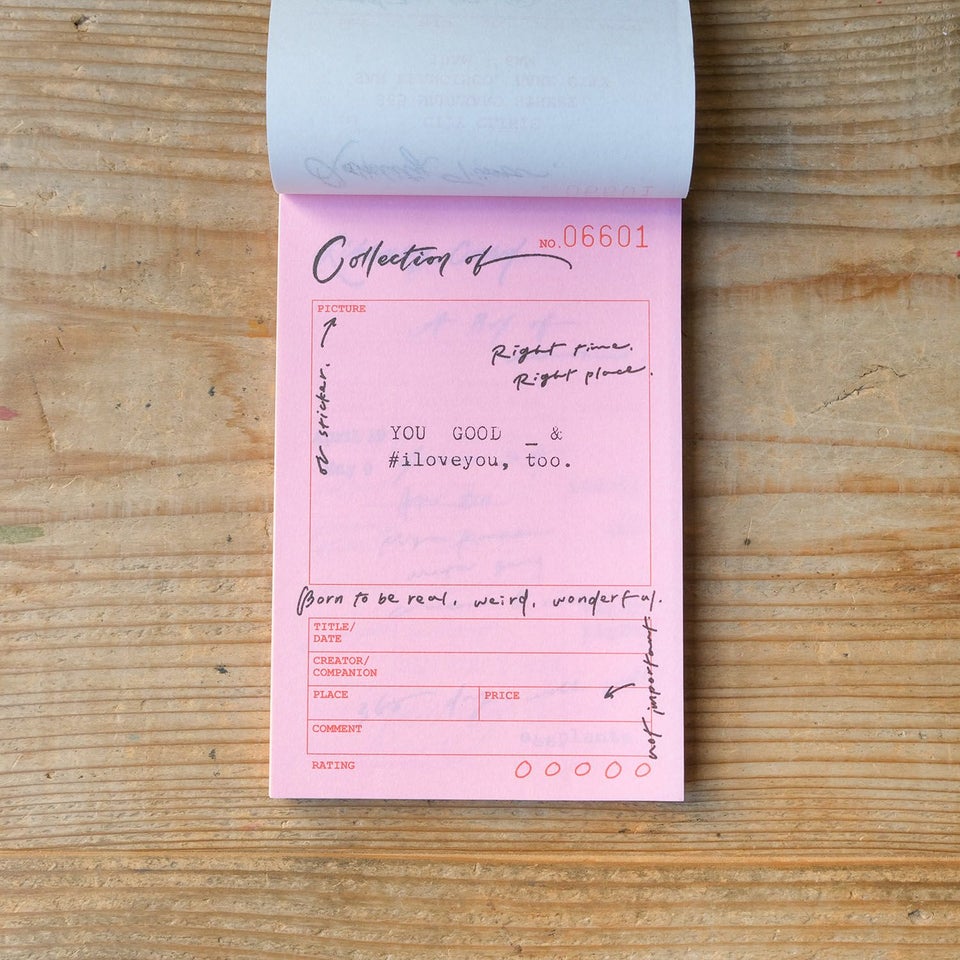 Collection of
NO.06601
PICTURE
or sticker.
Right time.
Right place.
YOU GOOD _ &
#iloveyou, too.
Born to be real, weird, wonderful.
TITLE/
DATE
CREATOR/
COMPANION
PLACE
PRICE
not important
COMMENT
RATING